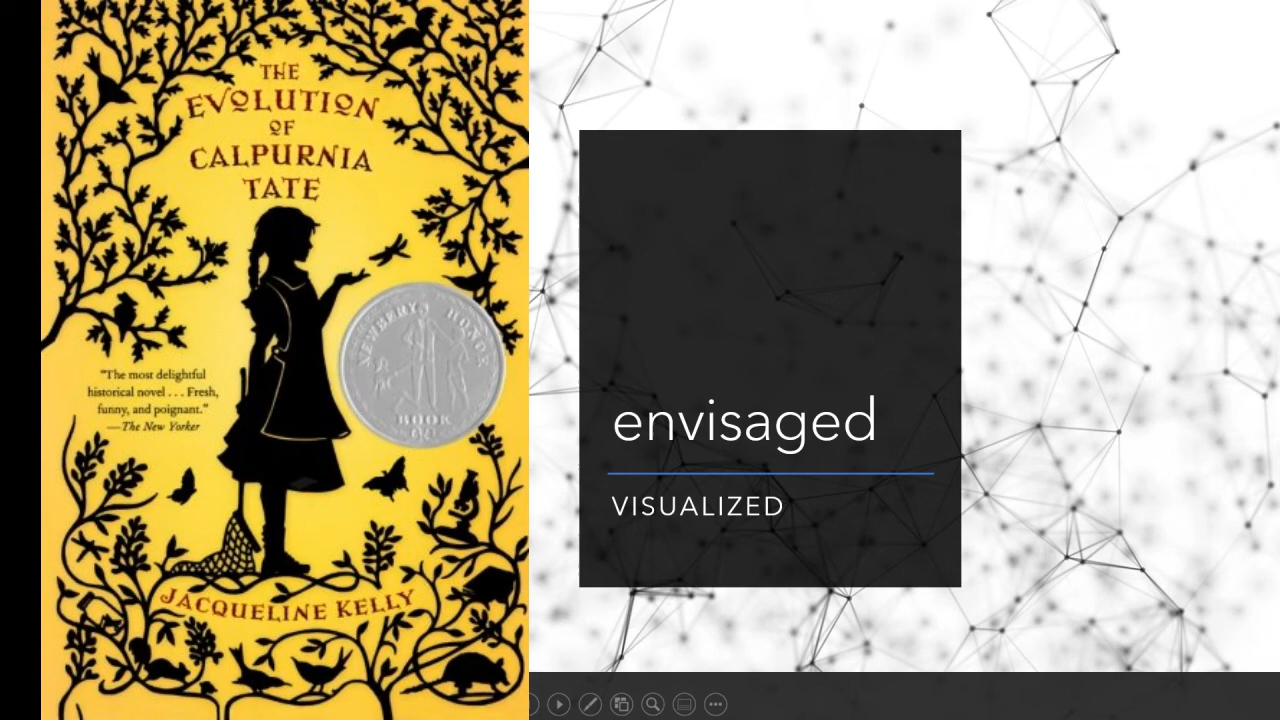 THE
EVOLUTION
OF
CALPURNIA
TATE
"The most delightful
historical novel . . . Fresh,
funny, and poignant."
—The New Yorker
NEWBERY HONOR
BOOK
JACQUELINE KELLY
envisaged
VISUALIZED